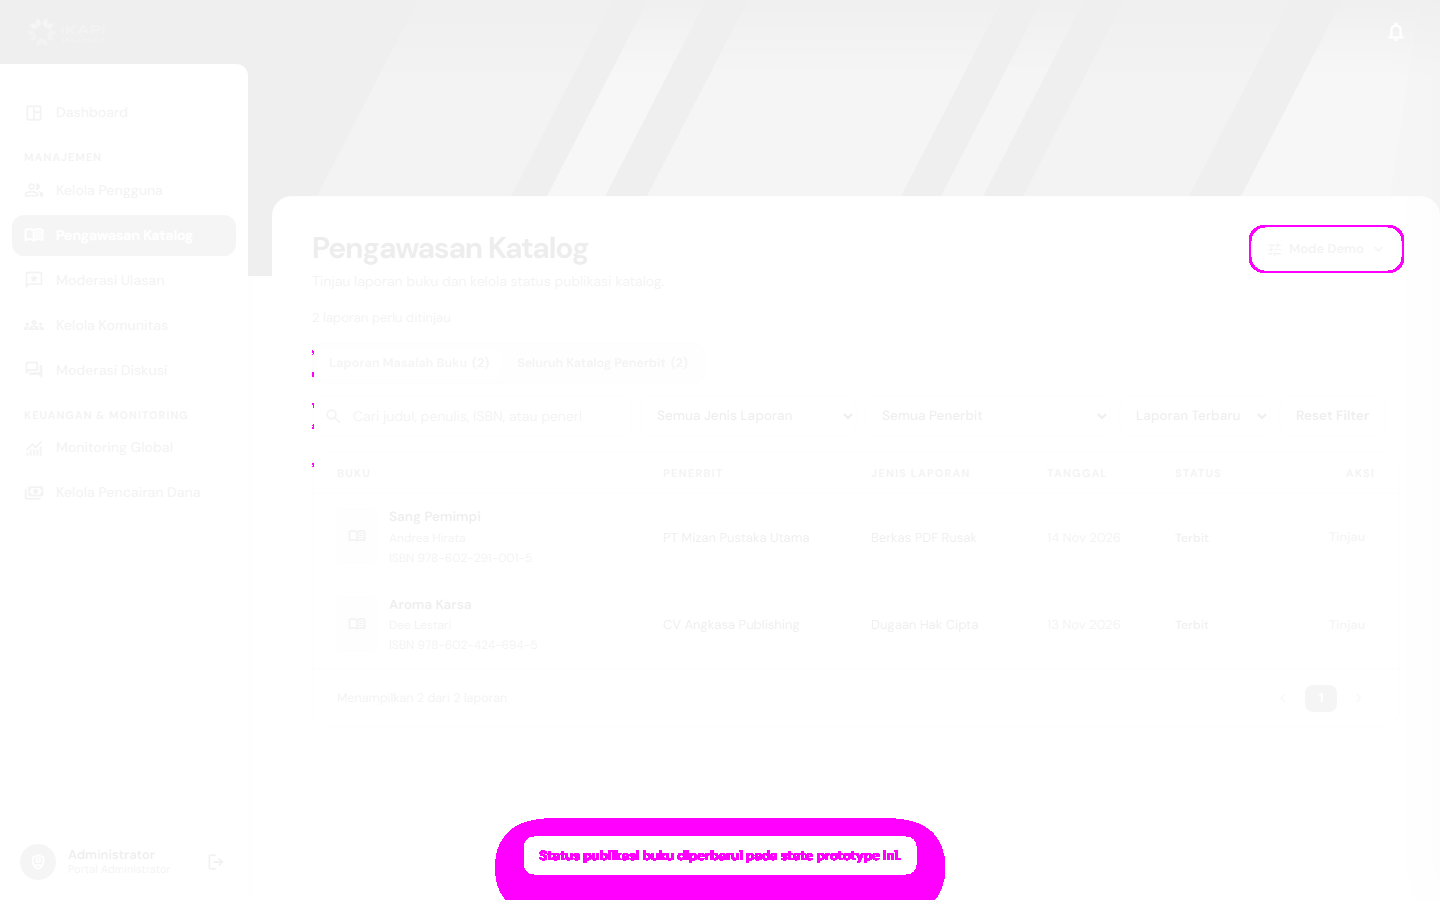 Dashboard
MANAJEMEN
Kelola Pengguna
Pengawasan Katalog
Moderasi Ulasan
Kelola Komunitas
Moderasi Diskusi
KEUANGAN & MONITORING
Monitoring Global
Kelola Pencairan Dana
Administrator
Portal Administrator
Pengawasan Katalog
Mode Demo
Tinjau laporan buku dan kelola status publikasi katalog.
2 laporan perlu ditinjau
Laporan Masalah Buku (2) Seluruh Katalog Penerbit (2)
Cari judul, penulis, ISBN, atau penerl Semua Jenis Laporan Semua Penerbit Laporan Terbaru Reset Filter
BUKU PENERBIT JENIS LAPORAN TANGGAL STATUS AKSI
Sang Pemimpi
Andrea Hirata
ISBN 978-602-291-001-5
PT Mizan Pustaka Utama Berkas PDF Rusak 14 Nov 2026 Terbit Tinjau
Aroma Karsa
Dee Lestari
ISBN 978-602-424-694-5
CV Angkasa Publishing Dugaan Hak Cipta 13 Nov 2026 Terbit Tinjau
Menampilkan 2 dari 2 laporan
1
Status publikasi buku diperbarui pada state prototype ini.